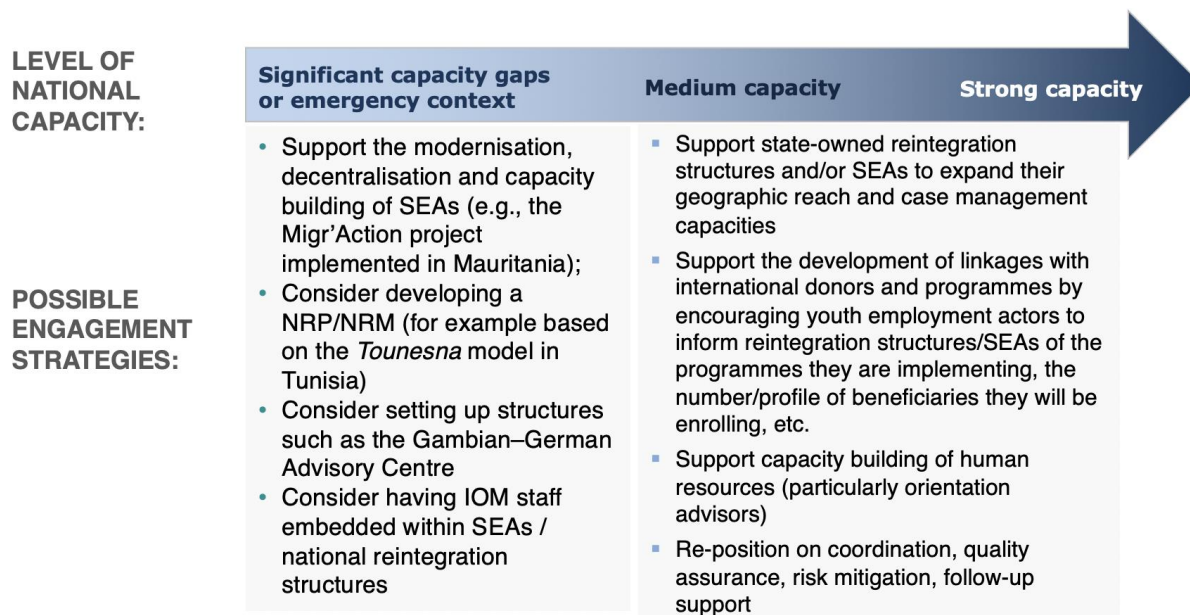 LEVEL OF
NATIONAL
CAPACITY:
Significant capacity gaps
or emergency context
Medium capacity
Strong capacity
POSSIBLE
ENGAGEMENT
STRATEGIES:
• Support the modernisation,
decentralisation and capacity
building of SEAs (e.g., the
Migr'Action project
implemented in Mauritania);
• Consider developing a
NRP/NRM (for example based
on the Tounesna model in
Tunisia)
• Consider setting up structures
such as the Gambian–German
Advisory Centre
• Consider having IOM staff
embedded within SEAs /
national reintegration
structures
▪ Support state-owned reintegration
structures and/or SEAs to expand their
geographic reach and case management
capacities
▪ Support the development of linkages with
international donors and programmes by
encouraging youth employment actors to
inform reintegration structures/SEAs of the
programmes they are implementing, the
number/profile of beneficiaries they will be
enrolling, etc.
▪ Support capacity building of human
resources (particularly orientation
advisors)
▪ Re-position on coordination, quality
assurance, risk mitigation, follow-up
support